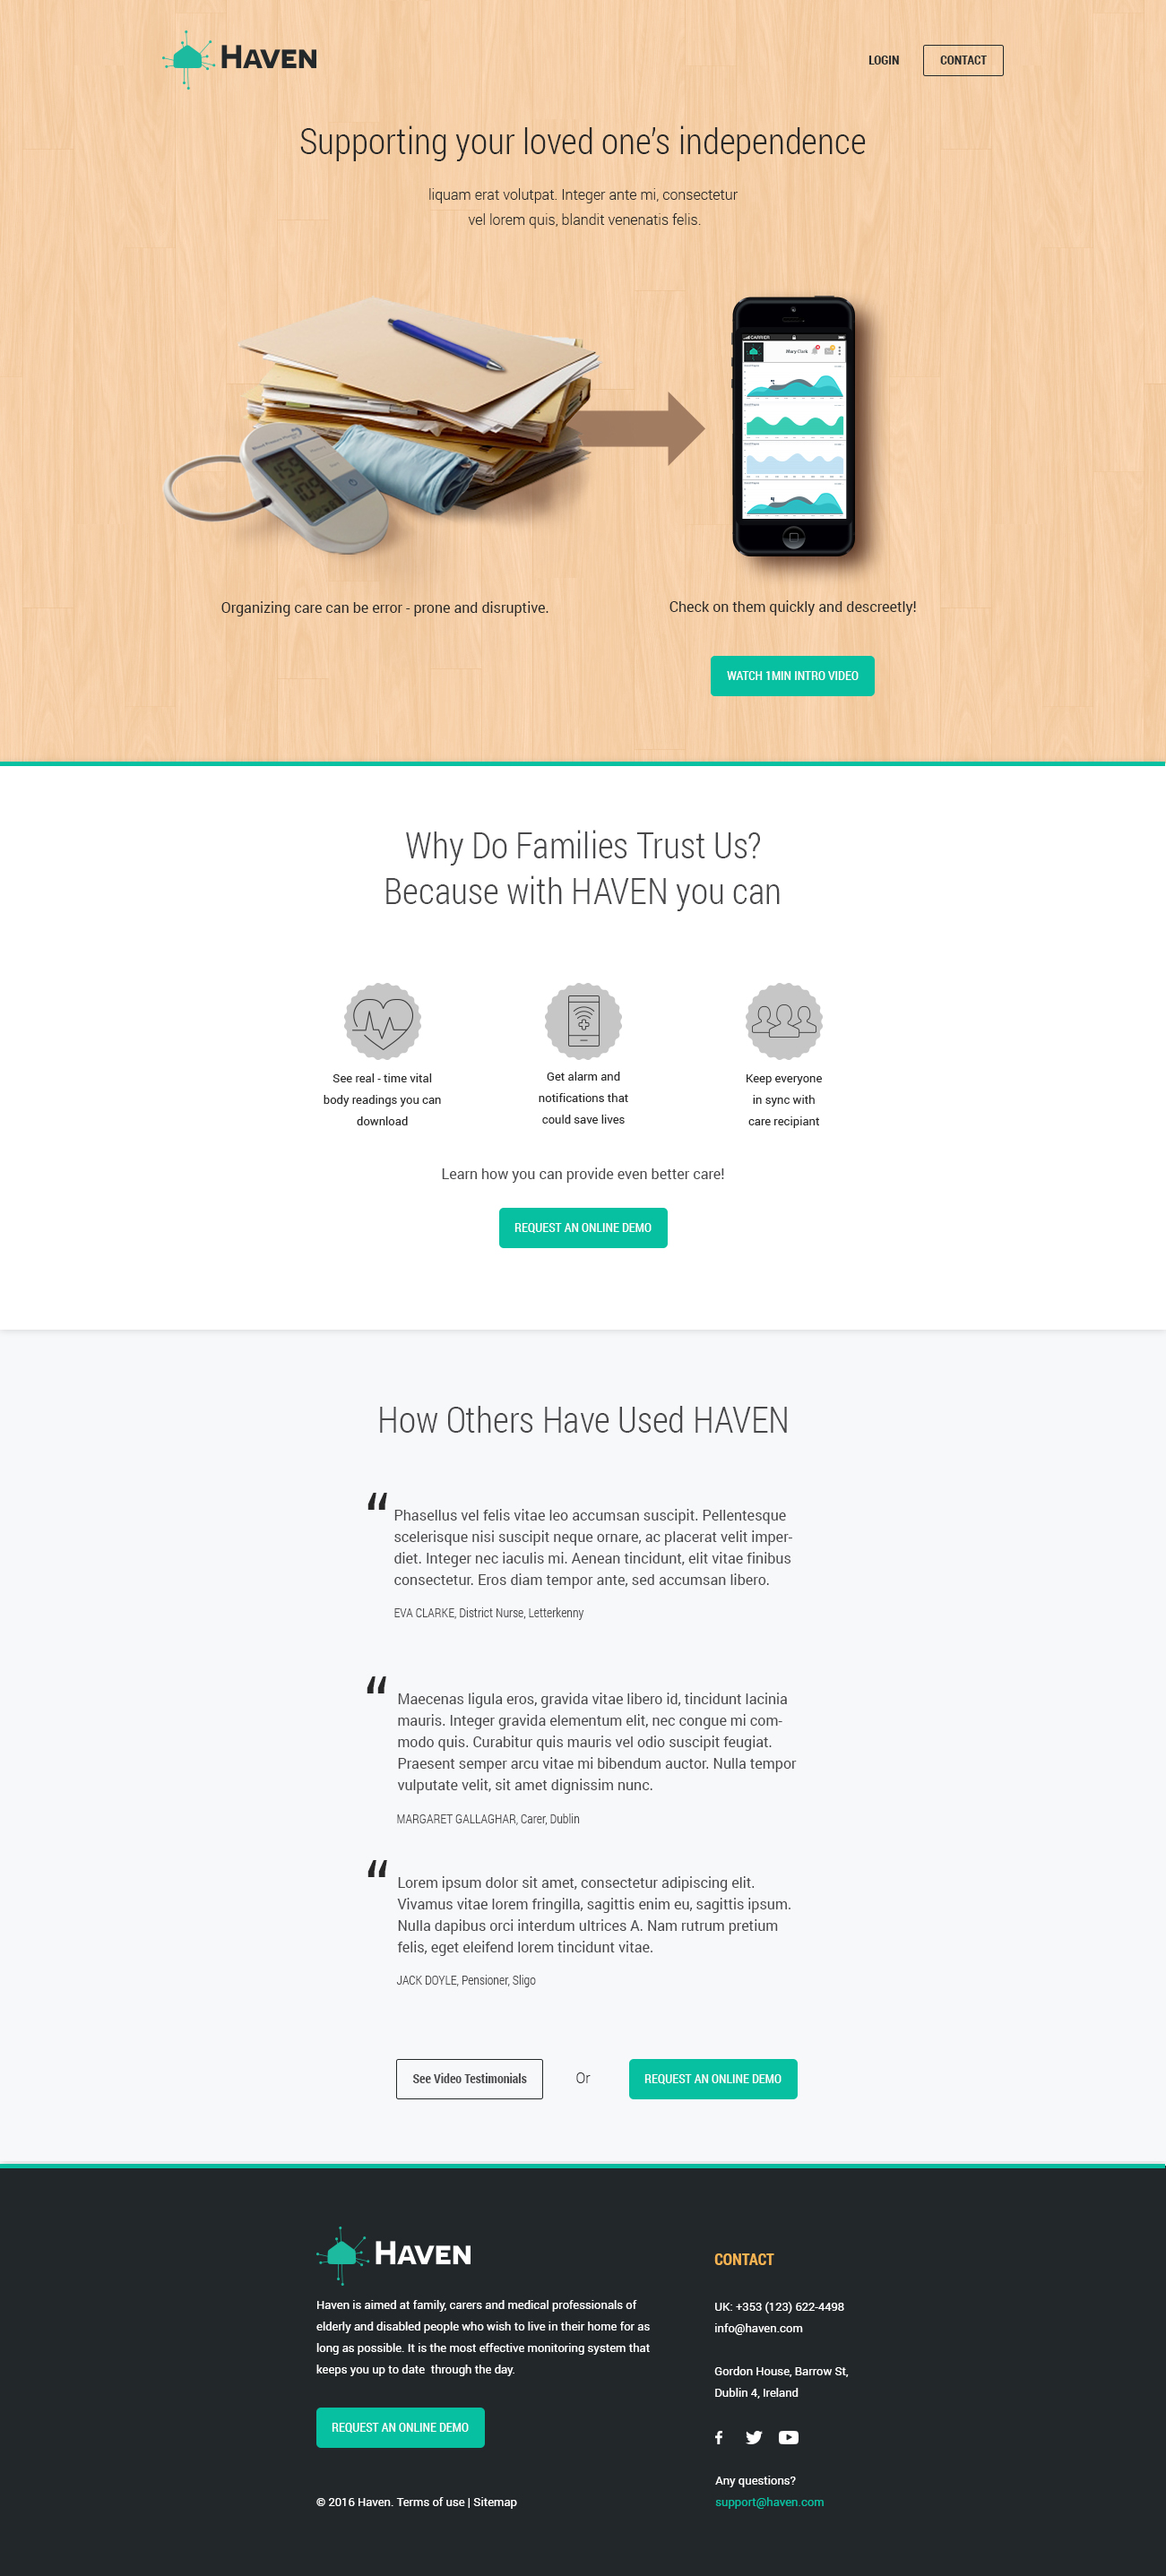 HAVEN
LOGIN
CONTACT
Supporting your loved one's independence
liquam erat volutpat. Integer ante mi, consectetur
vel lorem quis, blandit venenatis felis.
CARRIER
Mary Clark
159
109
Organizing care can be error - prone and disruptive.
Check on them quickly and descreetly!
WATCH 1MIN INTRO VIDEO
Why Do Families Trust Us?
Because with HAVEN you can
See real - time vital
body readings you can
download
Get alarm and
notifications that
could save lives
Keep everyone
in sync with
care recipiant
Learn how you can provide even better care!
REQUEST AN ONLINE DEMO
How Others Have Used HAVEN
“
Phasellus vel felis vitae leo accumsan suscipit. Pellentesque
scelerisque nisi suscipit neque ornare, ac placerat velit imper-
diet. Integer nec iaculis mi. Aenean tincidunt, elit vitae finibus
consectetur. Eros diam tempor ante, sed accumsan libero.
EVA CLARKE, District Nurse, Letterkenny
“
Maecenas ligula eros, gravida vitae libero id, tincidunt lacinia
mauris. Integer gravida elementum elit, nec congue mi com-
modo quis. Curabitur quis mauris vel odio suscipit feugiat.
Praesent semper arcu vitae mi bibendum auctor. Nulla tempor
vulputate velit, sit amet dignissim nunc.
MARGARET GALLAGHAR, Carer, Dublin
“
Lorem ipsum dolor sit amet, consectetur adipiscing elit.
Vivamus vitae lorem fringilla, sagittis enim eu, sagittis ipsum.
Nulla dapibus orci interdum ultrices A. Nam rutrum pretium
felis, eget eleifend lorem tincidunt vitae.
JACK DOYLE, Pensioner, Sligo
See Video Testimonials
Or
REQUEST AN ONLINE DEMO
HAVEN
Haven is aimed at family, carers and medical professionals of
elderly and disabled people who wish to live in their home for as
long as possible. It is the most effective monitoring system that
keeps you up to date through the day.
REQUEST AN ONLINE DEMO
© 2016 Haven. Terms of use | Sitemap
CONTACT
UK: +353 (123) 622-4498
info@haven.com
Gordon House, Barrow St,
Dublin 4, Ireland
Any questions?
support@haven.com